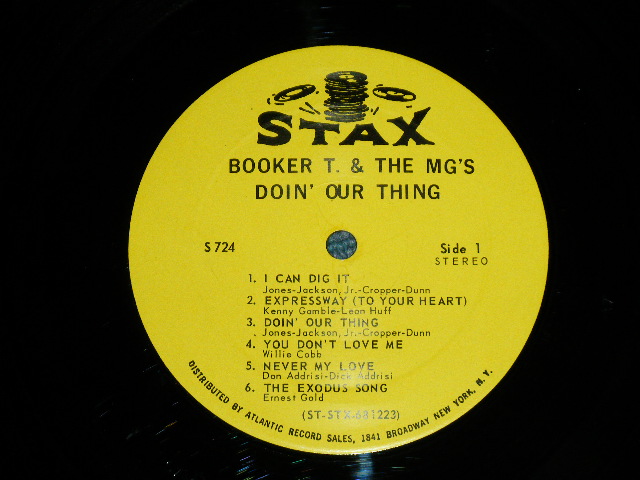 STAX
BOOKER T. & THE MG'S
DOIN' OUR THING
S 724
Side 1
STEREO
1. I CAN DIG IT
Jones-Jackson, Jr.-Cropper-Dunn
2. EXPRESSWAY (TO YOUR HEART)
Kenny Gamble-Leon Huff
3. DOIN' OUR THING
Jones-Jackson, Jr.-Cropper-Dunn
4. YOU DON'T LOVE ME
Willie Cobb
5. NEVER MY LOVE
Don Addrisi-Dick Addrisi
6. THE EXODUS SONG
Ernest Gold
(ST-STX-681223)
DISTRIBUTED BY ATLANTIC RECORD SALES, 1841 BROADWAY NEW YORK, N.Y.